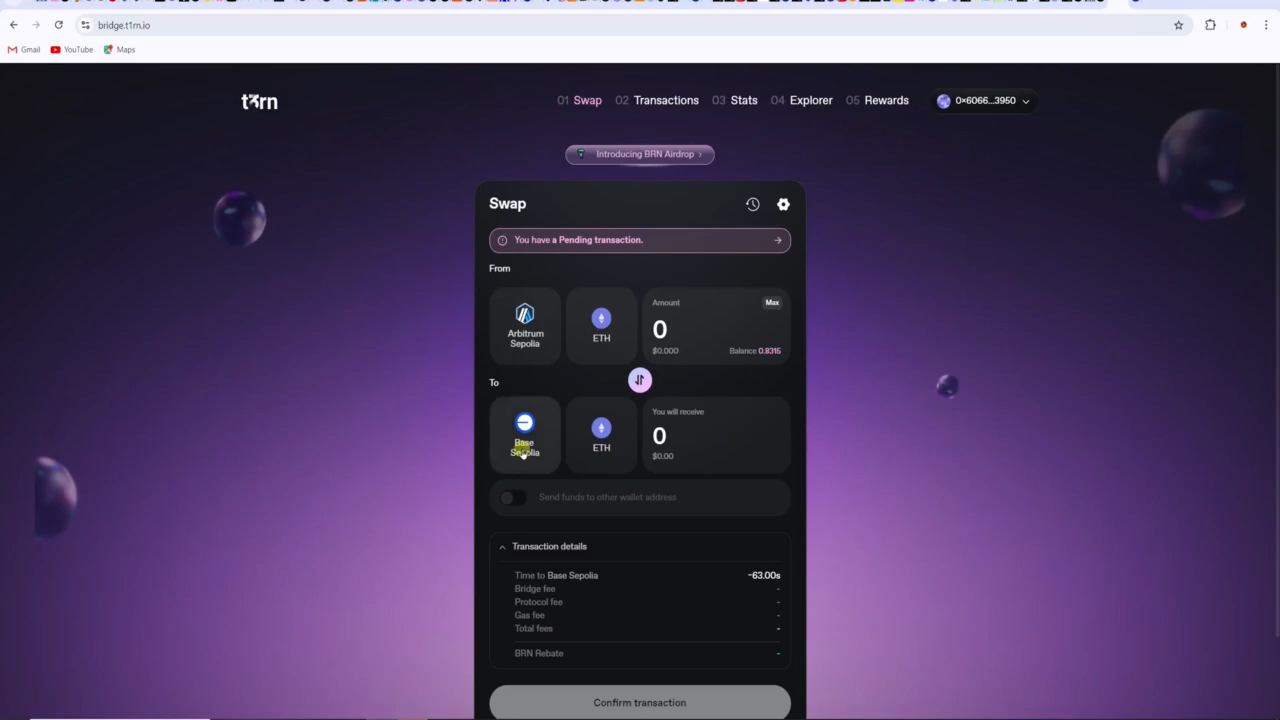 bridge.t1rn.io
Gmail YouTube Maps
t3rn
01 Swap 02 Transactions 03 Stats 04 Explorer 05 Rewards 0×6066...3950
Introducing BRN Airdrop
Swap
You have a Pending transaction.
From
Arbitrum
Sepolia
ETH
Amount
Max
0
$0.000
Balance 0.8315
To
Base
Sepolia
ETH
You will receive
0
$0.00
Send funds to other wallet address
Transaction details
Time to Base Sepolia ~63.00s
Bridge fee -
Protocol fee -
Gas fee -
Total fees -
BRN Rebate -
Confirm transaction